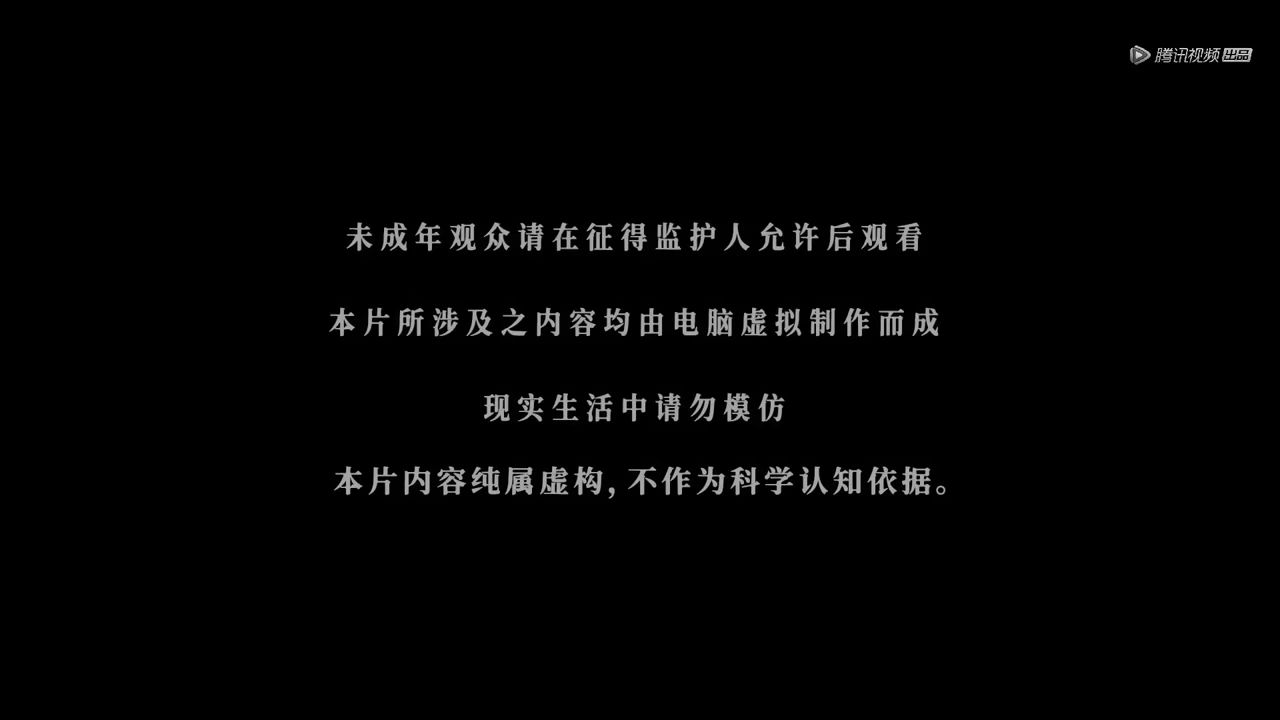 腾讯视频 出品
未成年观众请在征得监护人允许后观看
本片所涉及之内容均由电脑虚拟制作而成
现实生活中请勿模仿
本片内容纯属虚构,不作为科学认知依据。